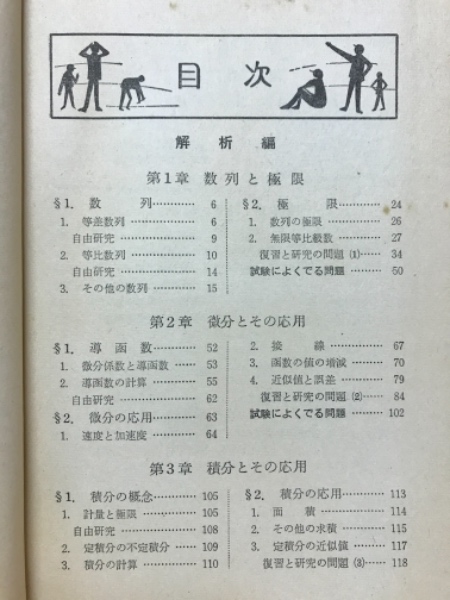 目次
解析編
第1章 数列と極限
§1. 数列………… 6
1. 等差数列 ……………… 6
自由研究 ……………… 9
2. 等比数列 ……………… 10
自由研究 ……………… 14
3. その他の数列 ………… 15
§2. 極限………… 24
1. 数列の極限 …………… 26
2. 無限等比級数 ………… 27
復習と研究の問題 (1)…… 34
試験によくでる問題 ……… 50
第2章 微分とその応用
§1. 導函数………… 52
1. 微分係数と導函数 …… 53
2. 導函数の計算 ………… 55
自由研究 ……………… 62
§2. 微分の応用………… 63
1. 速度と加速度 ………… 64
2. 接線 ……………… 67
3. 函数の値の増減 ……… 70
4. 近似値と誤差 ………… 79
復習と研究の問題 (2)…… 84
試験によくでる問題 ……… 102
第3章 積分とその応用
§1. 積分の概念………… 105
1. 計量と極限 …………… 105
自由研究 ……………… 108
2. 定積分の不定積分 …… 109
3. 積分の計算 …………… 110
§2. 積分の応用………… 113
1. 面積 ……………… 114
2. その他の求積 ………… 115
3. 定積分の近似値 ……… 117
復習と研究の問題 (3)…… 118